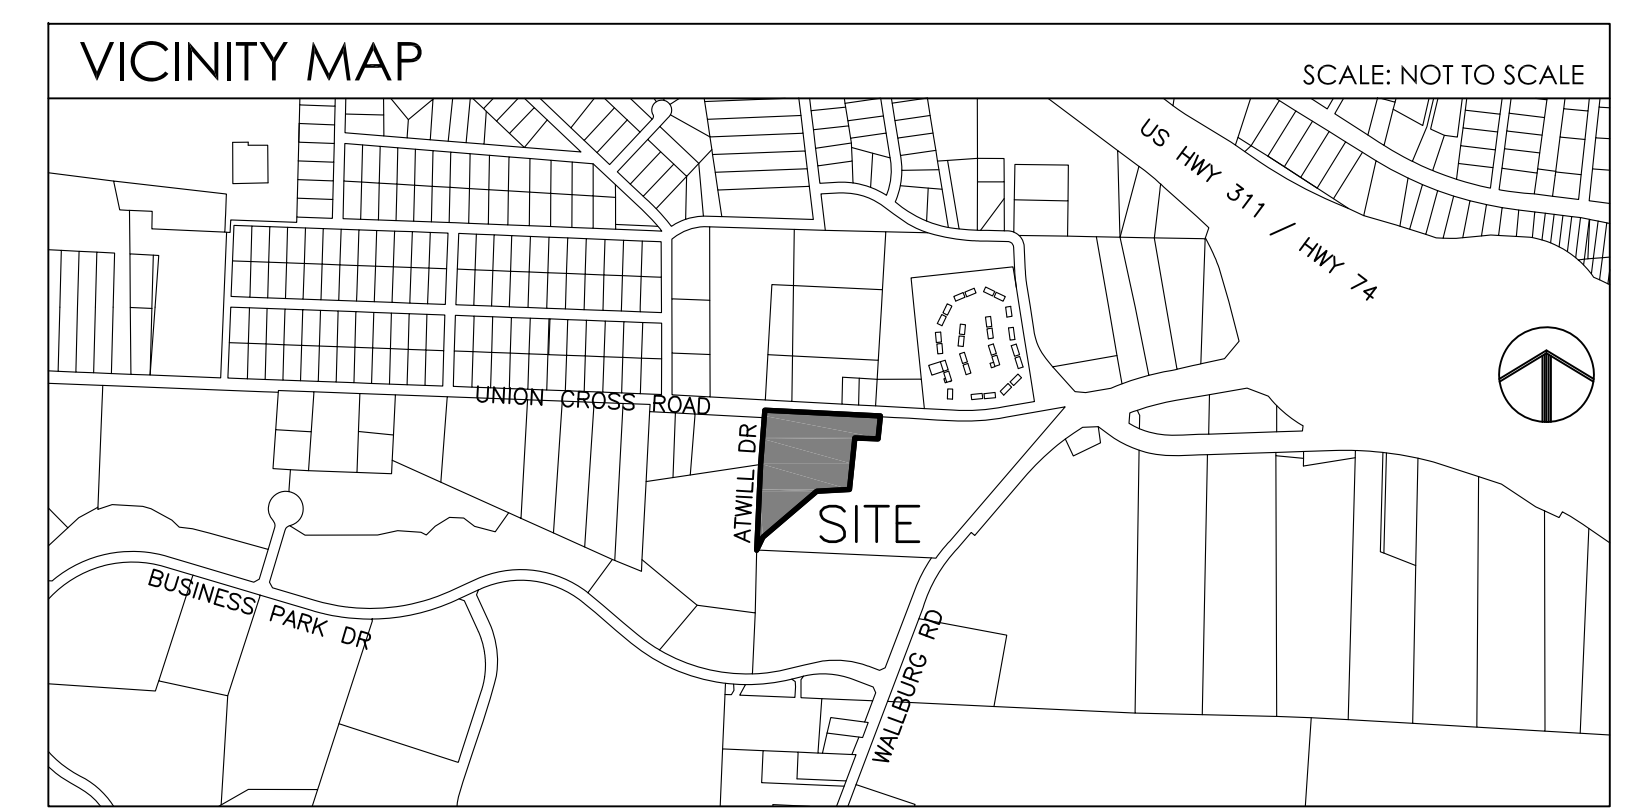 VICINITY MAP
SCALE: NOT TO SCALE
US HWY 311 / HWY 74
UNION CROSS ROAD
ATWILL DR
SITE
BUSINESS PARK DR
WALLBURG RD